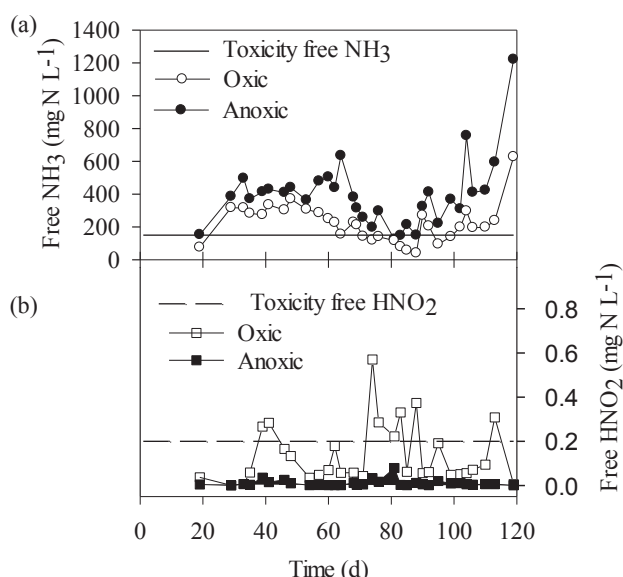 (a)
1400
1200
1000
800
600
400
200
0
Free NH3 (mg N L-1)
Toxicity free NH3
Oxic
Anoxic
(b)
Toxicity free HNO2
Oxic
Anoxic
0.8
0.6
0.4
0.2
0.0
Free HNO2 (mg N L-1)
0 20 40 60 80 100 120
Time (d)